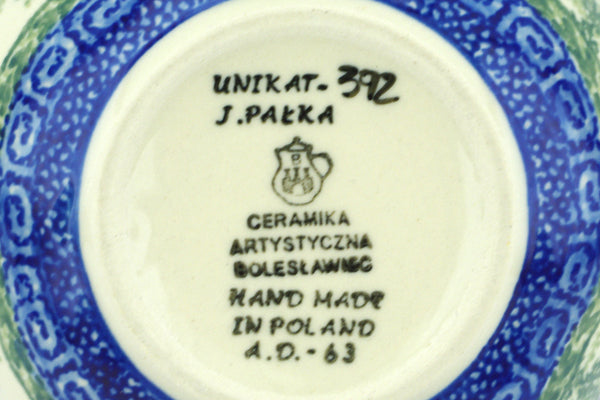 UNIKAT-392
J.PAŁKA
CERAMIKA
ARTYSTYCZNA
BOLESŁAWIEC
HAND MADE
IN POLAND
A.D.-63